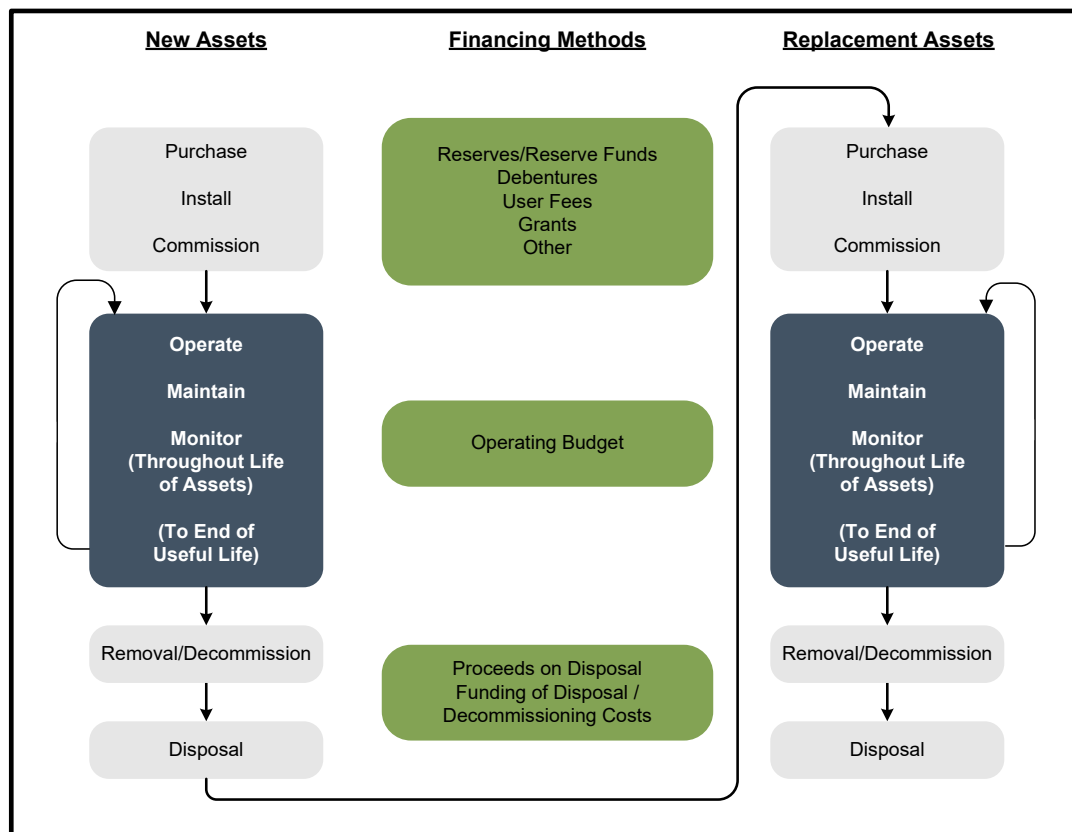 New Assets
Financing Methods
Replacement Assets
Purchase
Install
Commission
Operate
Maintain
Monitor
(Throughout Life
of Assets)
(To End of
Useful Life)
Removal/Decommission
Disposal
Reserves/Reserve Funds
Debentures
User Fees
Grants
Other
Operating Budget
Proceeds on Disposal
Funding of Disposal /
Decommissioning Costs
Purchase
Install
Commission
Operate
Maintain
Monitor
(Throughout Life
of Assets)
(To End of
Useful Life)
Removal/Decommission
Disposal